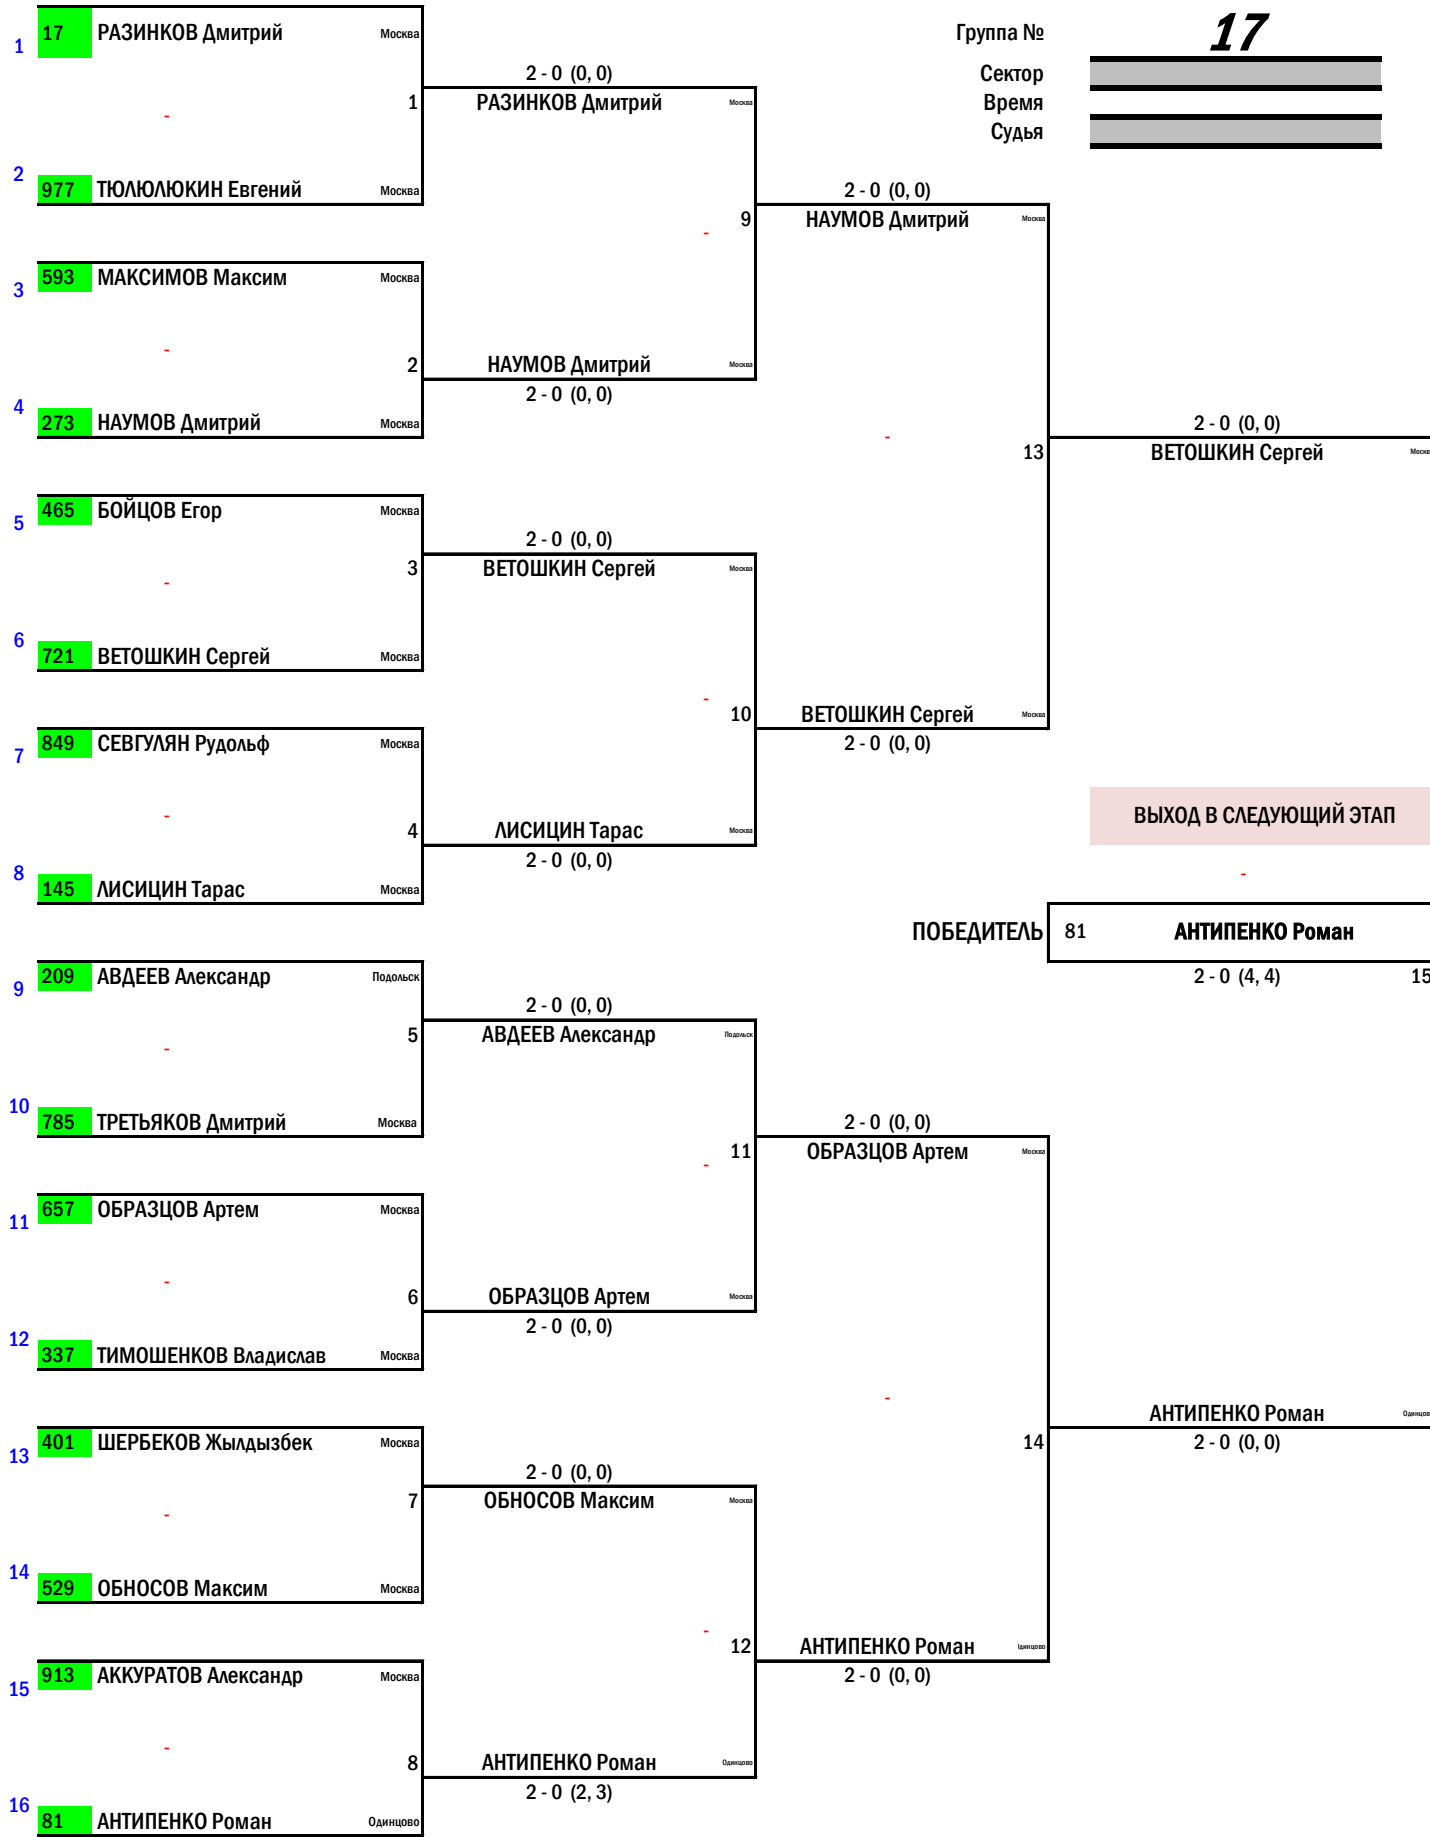 Группа № 17
Сектор
Время
Судья
1 17 РАЗИНКОВ Дмитрий Москва
-
1
2 977 ТЮЛЮЛЮКИН Евгений Москва
2 - 0 (0, 0)
РАЗИНКОВ Дмитрий Москва
3 593 МАКСИМОВ Максим Москва
-
2
4 273 НАУМОВ Дмитрий Москва
НАУМОВ Дмитрий Москва
2 - 0 (0, 0)
- 9
2 - 0 (0, 0)
НАУМОВ Дмитрий Москва
5 465 БОЙЦОВ Егор Москва
-
3
6 721 ВЕТОШКИН Сергей Москва
2 - 0 (0, 0)
ВЕТОШКИН Сергей Москва
7 849 СЕВГУЛЯН Рудольф Москва
-
4
8 145 ЛИСИЦИН Тарас Москва
ЛИСИЦИН Тарас Москва
2 - 0 (0, 0)
- 10
ВЕТОШКИН Сергей Москва
2 - 0 (0, 0)
- 13
2 - 0 (0, 0)
ВЕТОШКИН Сергей
ВЫХОД В СЛЕДУЮЩИЙ ЭТАП
-
ПОБЕДИТЕЛЬ 81 АНТИПЕНКО Роман
2 - 0 (4, 4) 15
9 209 АВДЕЕВ Александр Подольск
-
5
10 785 ТРЕТЬЯКОВ Дмитрий Москва
2 - 0 (0, 0)
АВДЕЕВ Александр Подольск
11 657 ОБРАЗЦОВ Артем Москва
-
6
12 337 ТИМОШЕНКОВ Владислав Москва
ОБРАЗЦОВ Артем Москва
2 - 0 (0, 0)
- 11
2 - 0 (0, 0)
ОБРАЗЦОВ Артем Москва
13 401 ШЕРБЕКОВ Жылдызбек Москва
-
7
14 529 ОБНОСОВ Максим Москва
2 - 0 (0, 0)
ОБНОСОВ Максим Москва
15 913 АККУРАТОВ Александр Москва
-
8
16 81 АНТИПЕНКО Роман Одинцово
АНТИПЕНКО Роман Одинцово
2 - 0 (2, 3)
- 12
АНТИПЕНКО Роман
2 - 0 (0, 0)
- 14
АНТИПЕНКО Роман
2 - 0 (0, 0)